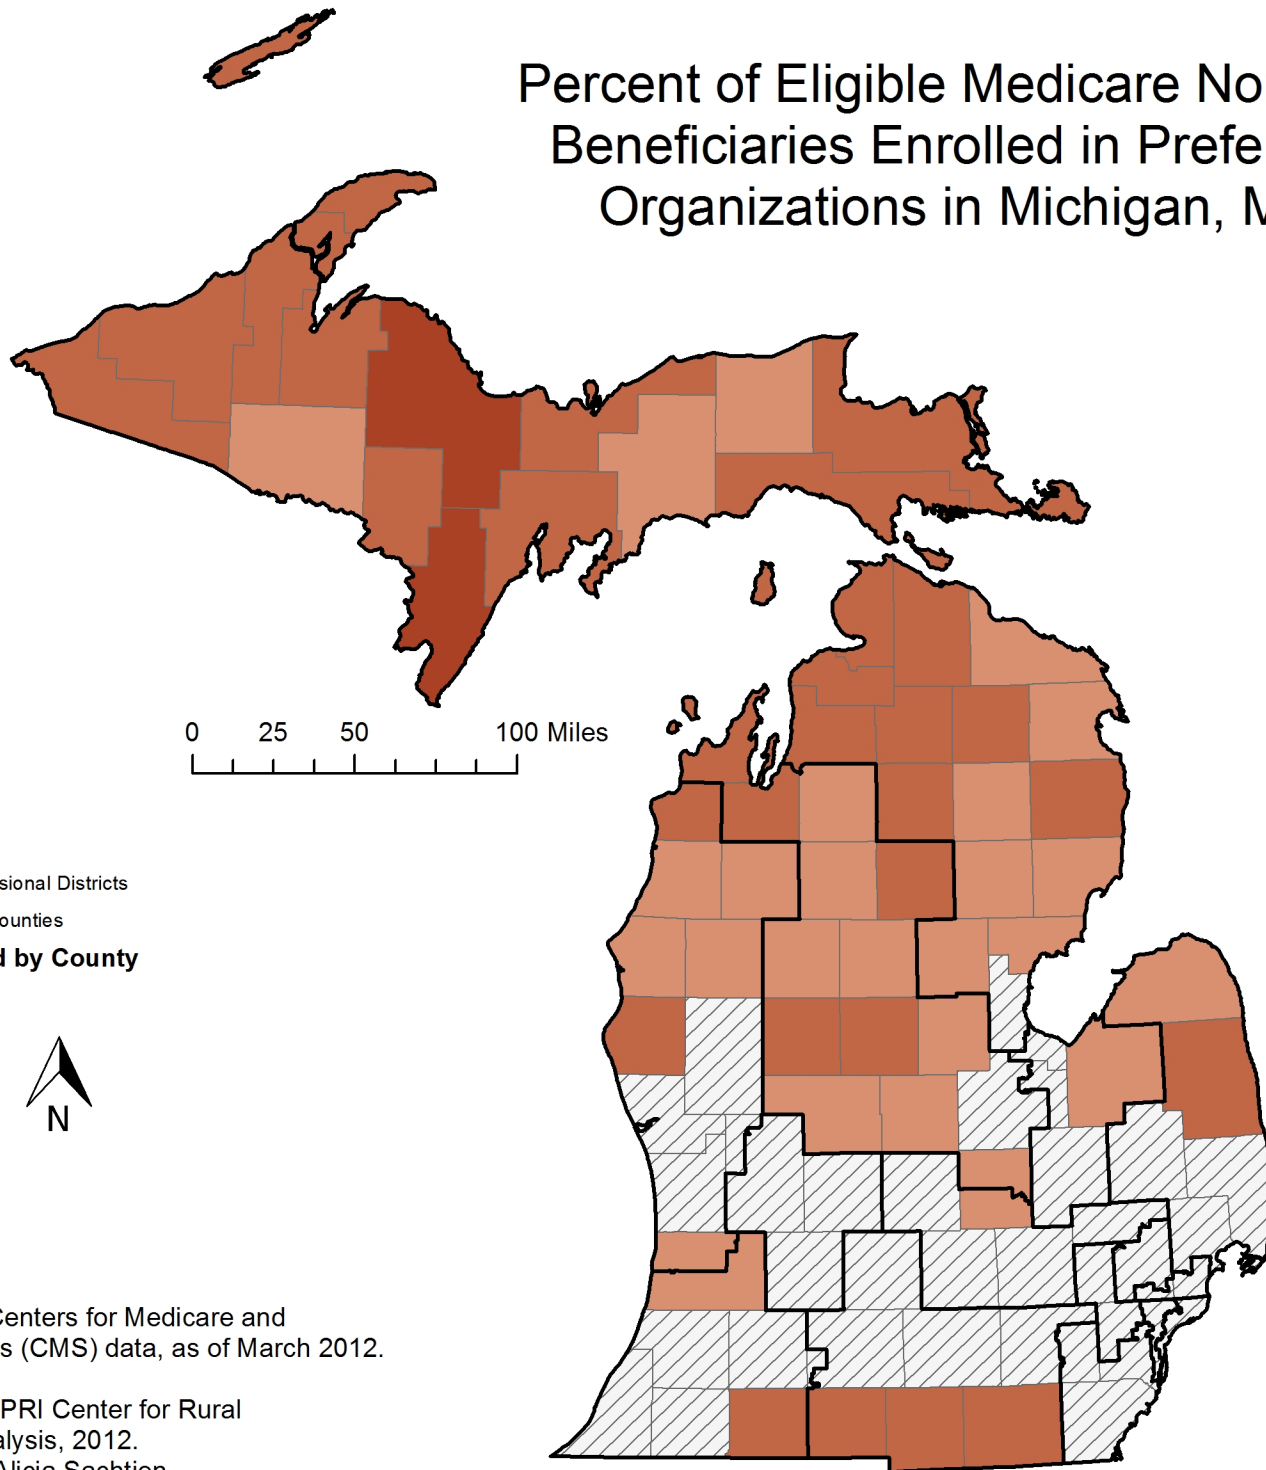 Percent of Eligible Medicare No
Beneficiaries Enrolled in Prefe
Organizations in Michigan, M
0 25 50 100 Miles
sional Districts
ounties
d by County
N
Centers for Medicare and
s (CMS) data, as of March 2012.
PRI Center for Rural
alysis, 2012.
Alicia Sachtjen